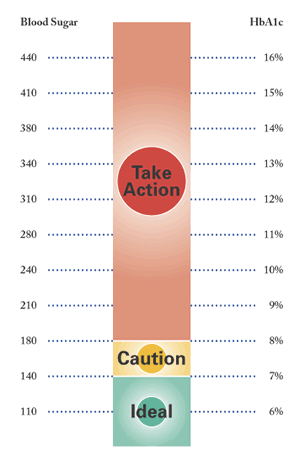 Blood Sugar HbA1c
440 16%
410 15%
380 14%
340 13%
Take
Action
310 12%
280 11%
240 10%
210 9%
180 8%
Caution
140 7%
110 Ideal 6%